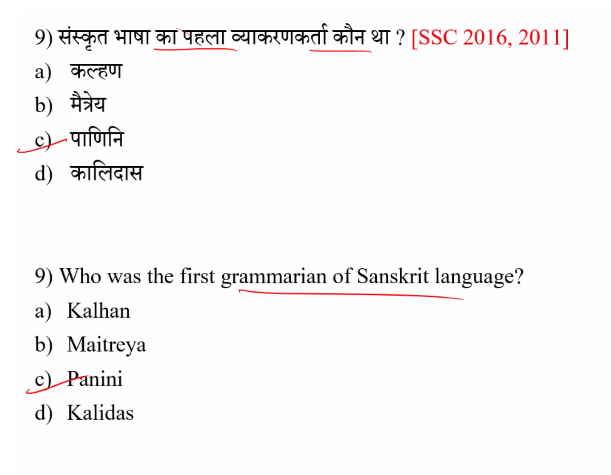 9) संस्कृत भाषा का पहला व्याकरणकर्ता कौन था ? [SSC 2016, 2011]
a) कल्हण
b) मैत्रेय
c) पाणिनि
d) कालिदास
9) Who was the first grammarian of Sanskrit language?
a) Kalhan
b) Maitreya
c) Panini
d) Kalidas